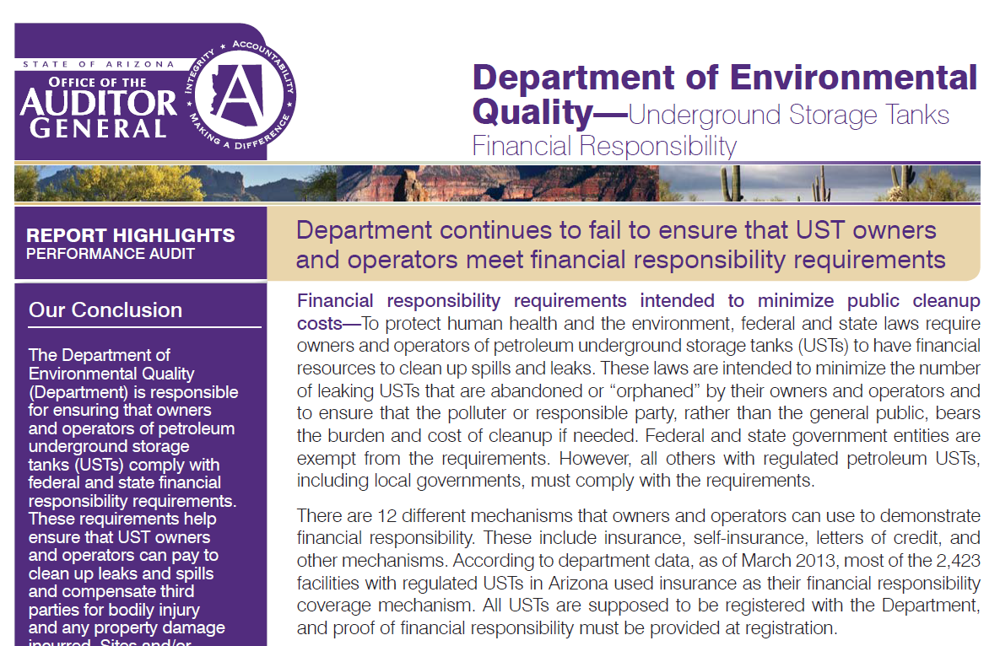 STATE OF ARIZONA
OFFICE OF THE
AUDITOR
GENERAL
INTEGRITY * ACCOUNTABILITY * MAKING A DIFFERENCE *
A
Department of Environmental
Quality—Underground Storage Tanks
Financial Responsibility
REPORT HIGHLIGHTS
PERFORMANCE AUDIT
Our Conclusion
The Department of
Environmental Quality
(Department) is responsible
for ensuring that owners
and operators of petroleum
underground storage
tanks (USTs) comply with
federal and state financial
responsibility requirements.
These requirements help
ensure that UST owners
and operators can pay to
clean up leaks and spills
and compensate third
parties for bodily injury
and any property damage
incurred. Sites and/or
Department continues to fail to ensure that UST owners
and operators meet financial responsibility requirements
Financial responsibility requirements intended to minimize public cleanup
costs—To protect human health and the environment, federal and state laws require
owners and operators of petroleum underground storage tanks (USTs) to have financial
resources to clean up spills and leaks. These laws are intended to minimize the number
of leaking USTs that are abandoned or “orphaned” by their owners and operators and
to ensure that the polluter or responsible party, rather than the general public, bears
the burden and cost of cleanup if needed. Federal and state government entities are
exempt from the requirements. However, all others with regulated petroleum USTs,
including local governments, must comply with the requirements.
There are 12 different mechanisms that owners and operators can use to demonstrate
financial responsibility. These include insurance, self-insurance, letters of credit, and
other mechanisms. According to department data, as of March 2013, most of the 2,423
facilities with regulated USTs in Arizona used insurance as their financial responsibility
coverage mechanism. All USTs are supposed to be registered with the Department,
and proof of financial responsibility must be provided at registration.